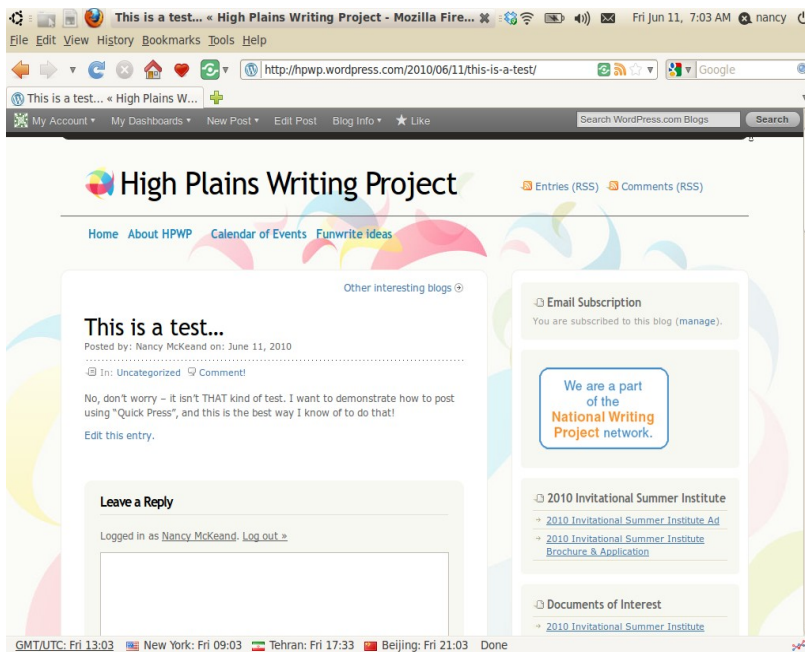 This is a test... « High Plains Writing Project - Mozilla Fire...
Fri Jun 11, 7:03 AM nancy
File Edit View History Bookmarks Tools Help
http://hpwp.wordpress.com/2010/06/11/this-is-a-test/
Google
This is a test... « High Plains W...
My Account My Dashboards New Post Edit Post Blog Info Like
Search WordPress.com Blogs
Search
High Plains Writing Project
Entries (RSS) Comments (RSS)
Home About HPWP Calendar of Events Funwrite ideas
Other interesting blogs
This is a test...
Posted by: Nancy McKeand on: June 11, 2010
In: Uncategorized Comment!
No, don't worry – it isn't THAT kind of test. I want to demonstrate how to post
using "Quick Press", and this is the best way I know of to do that!
Edit this entry.
Leave a Reply
Logged in as Nancy McKeand. Log out »
Email Subscription
You are subscribed to this blog (manage).
We are a part
of the
National Writing
Project network.
2010 Invitational Summer Institute
2010 Invitational Summer Institute Ad
2010 Invitational Summer Institute
Brochure & Application
Documents of Interest
2010 Invitational Summer Institute
GMT/UTC: Fri 13:03 New York: Fri 09:03 Tehran: Fri 17:33 Beijing: Fri 21:03 Done